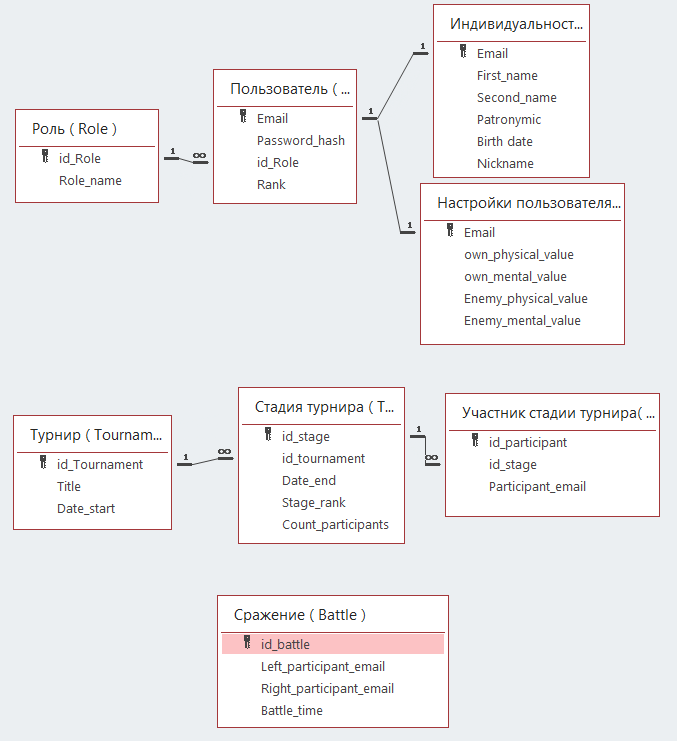 Роль ( Role )
id_Role
Role_name
1
∞
Пользователь ( ...
Email
Password_hash
id_Role
Rank
1
1
Индивидуальност...
Email
First_name
Second_name
Patronymic
Birth date
Nickname
1
Настройки пользователя...
Email
own_physical_value
own_mental_value
Enemy_physical_value
Enemy_mental_value
Турнир ( Tournam...
id_Tournament
Title
Date_start
1
∞
Стадия турнира ( T...
id_stage
id_tournament
Date_end
Stage_rank
Count_participants
1
∞
Участник стадии турнира( ...
id_participant
id_stage
Participant_email
Сражение ( Battle )
id_battle
Left_participant_email
Right_participant_email
Battle_time